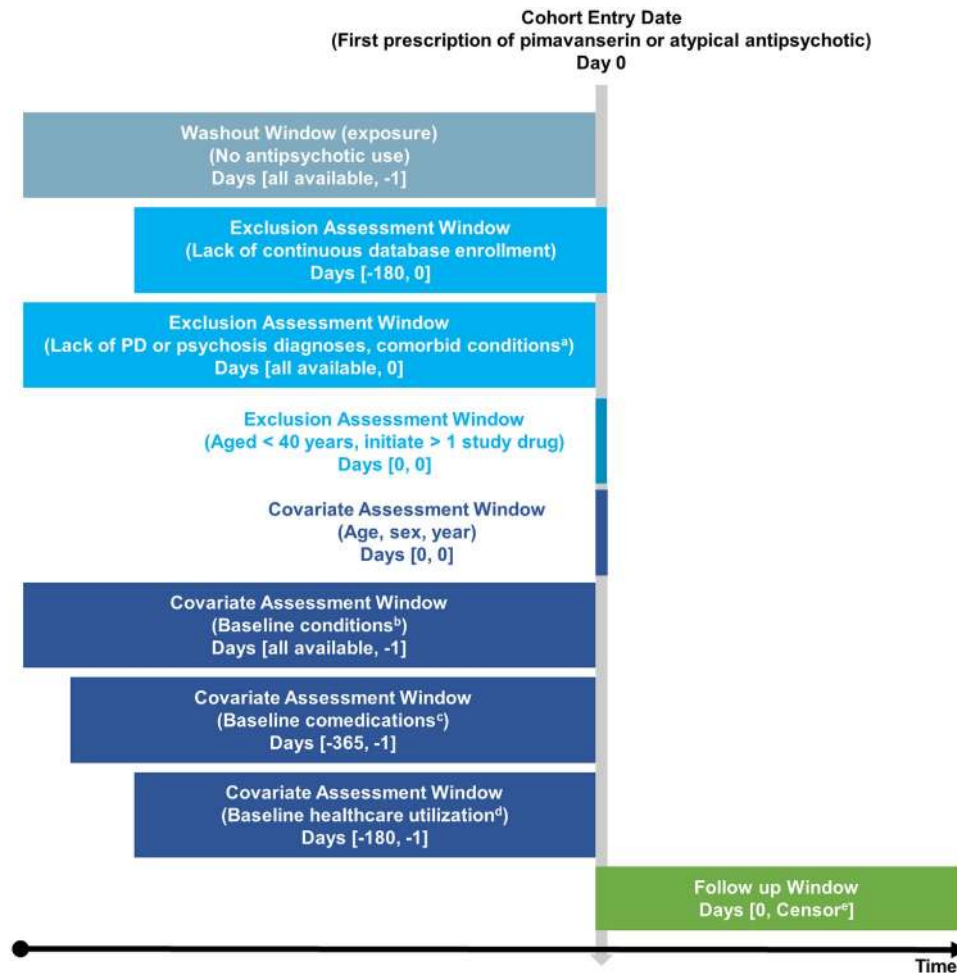 Cohort Entry Date
(First prescription of pimavanserin or atypical antipsychotic)
Day 0
Washout Window (exposure)
(No antipsychotic use)
Days [all available, -1]
Exclusion Assessment Window
(Lack of continuous database enrollment)
Days [-180, 0]
Exclusion Assessment Window
(Lack of PD or psychosis diagnoses, comorbid conditionsᵃ)
Days [all available, 0]
Exclusion Assessment Window
(Aged < 40 years, initiate > 1 study drug)
Days [0, 0]
Covariate Assessment Window
(Age, sex, year)
Days [0, 0]
Covariate Assessment Window
(Baseline conditionsᵇ)
Days [all available, -1]
Covariate Assessment Window
(Baseline comedicationsᶜ)
Days [-365, -1]
Covariate Assessment Window
(Baseline healthcare utilizationᵈ)
Days [-180, -1]
Follow up Window
Days [0, Censorᵉ]
Time